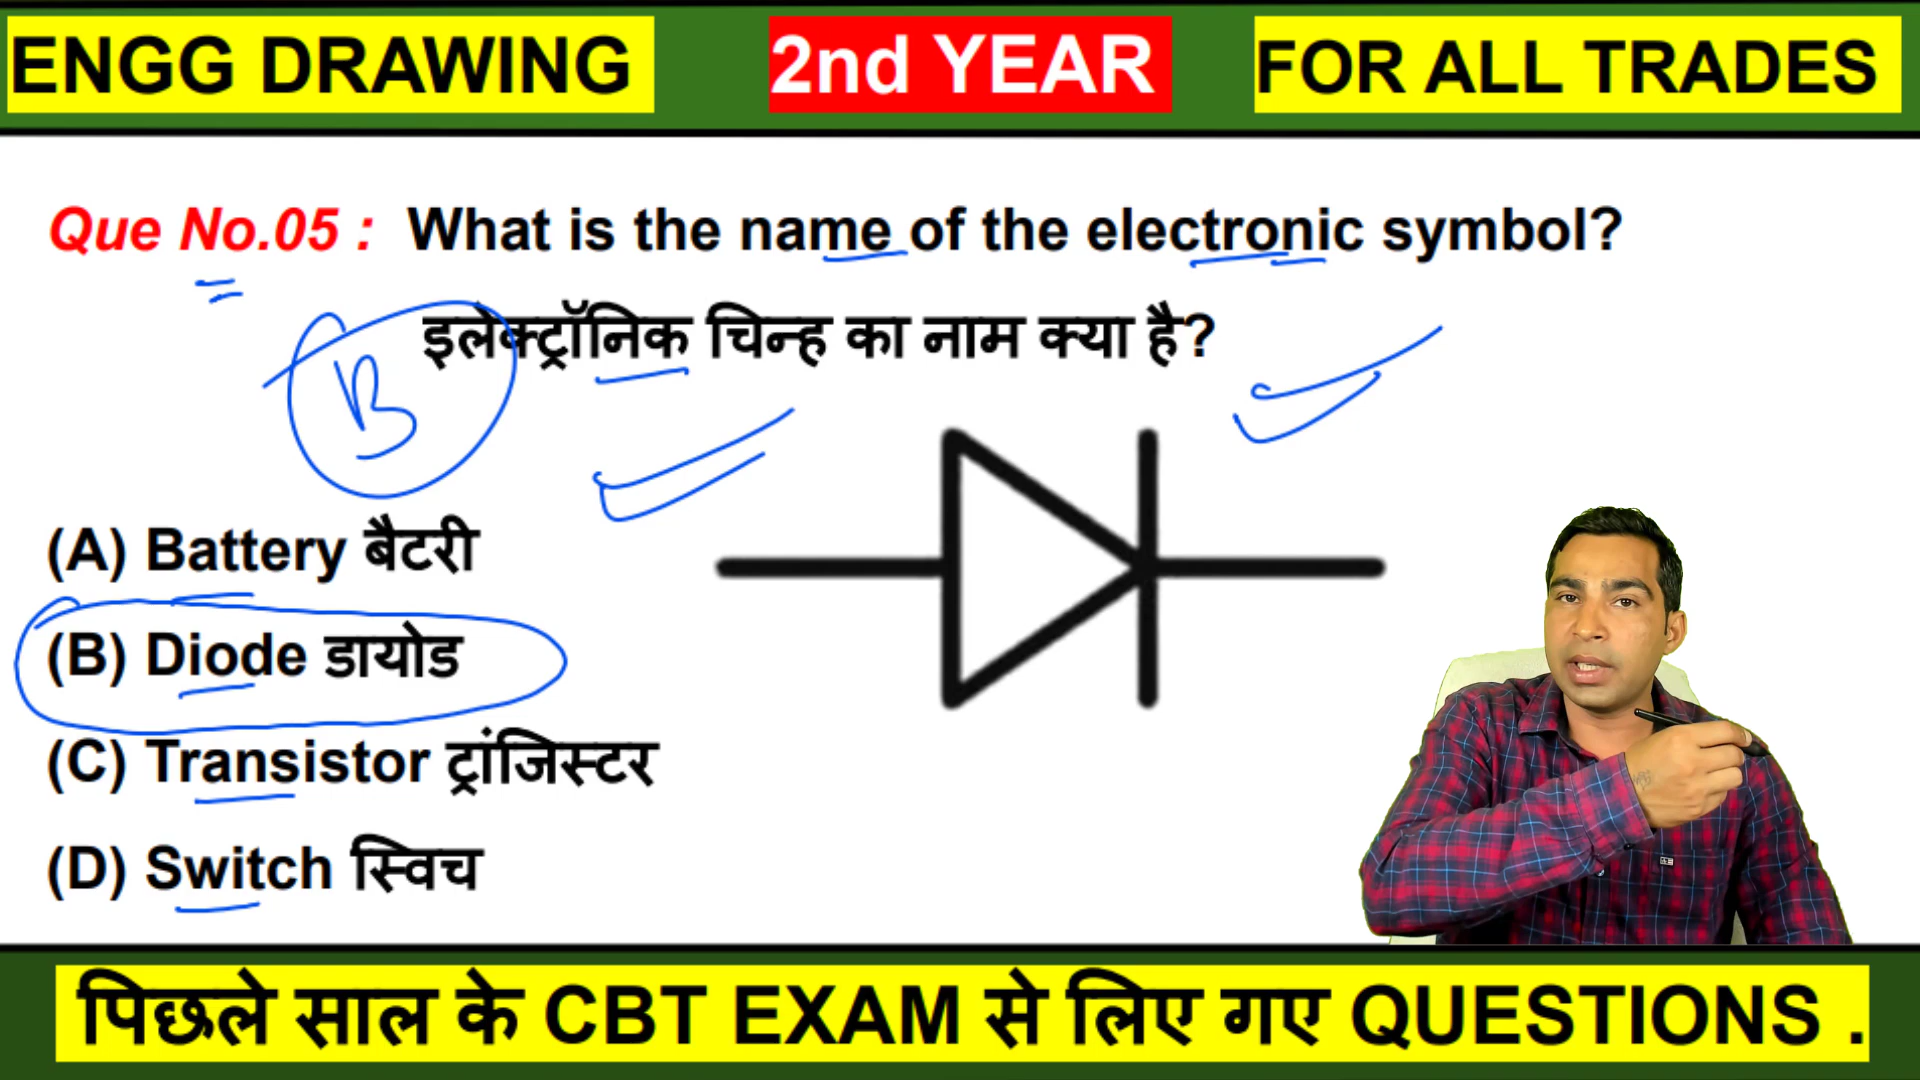 ENGG DRAWING 2nd YEAR FOR ALL TRADES
Que No.05 : What is the name of the electronic symbol?
इलेक्ट्रॉनिक चिन्ह का नाम क्या है?
B
(A) Battery बैटरी
(B) Diode डायोड
(C) Transistor ट्रांजिस्टर
(D) Switch स्विच
पिछले साल के CBT EXAM से लिए गए QUESTIONS .